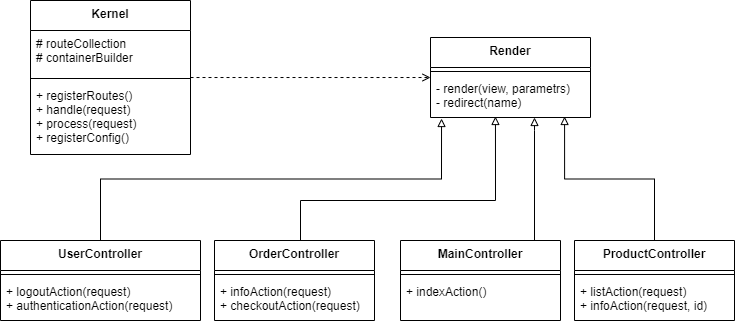 Kernel
# routeCollection
# containerBuilder
+ registerRoutes()
+ handle(request)
+ process(request)
+ registerConfig()
Render
- render(view, parametrs)
- redirect(name)
UserController
+ logoutAction(request)
+ authenticationAction(request)
OrderController
+ infoAction(request)
+ checkoutAction(request)
MainController
+ indexAction()
ProductController
+ listAction(request)
+ infoAction(request, id)